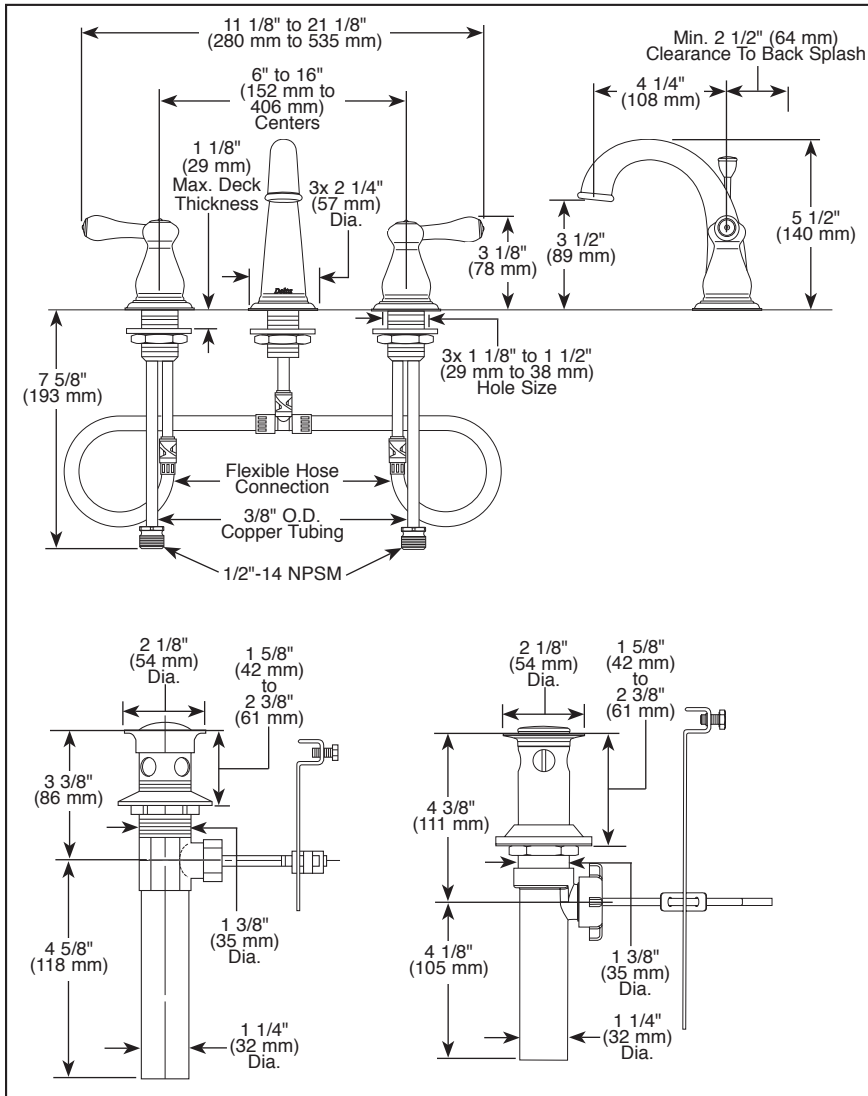 11 1/8" to 21 1/8"
(280 mm to 535 mm)
6" to 16"
(152 mm to
406 mm)
Centers
1 1/8"
(29 mm)
Max. Deck
Thickness
3x 2 1/4"
(57 mm)
Dia.
Delta
3 1/8"
(78 mm)
Min. 2 1/2" (64 mm)
Clearance To Back Splash
4 1/4"
(108 mm)
3 1/2"
(89 mm)
5 1/2"
(140 mm)
7 5/8"
(193 mm)
3x 1 1/8" to 1 1/2"
(29 mm to 38 mm)
Hole Size
Flexible Hose
Connection
3/8" O.D.
Copper Tubing
1/2"-14 NPSM
2 1/8"
(54 mm)
Dia.
1 5/8"
(42 mm)
to
2 3/8"
(61 mm)
3 3/8"
(86 mm)
4 5/8"
(118 mm)
1 3/8"
(35 mm)
Dia.
1 1/4"
(32 mm)
Dia.
2 1/8"
(54 mm)
Dia.
1 5/8"
(42 mm)
to
2 3/8"
(61 mm)
4 3/8"
(111 mm)
4 1/8"
(105 mm)
1 3/8"
(35 mm)
Dia.
1 1/4"
(32 mm)
Dia.